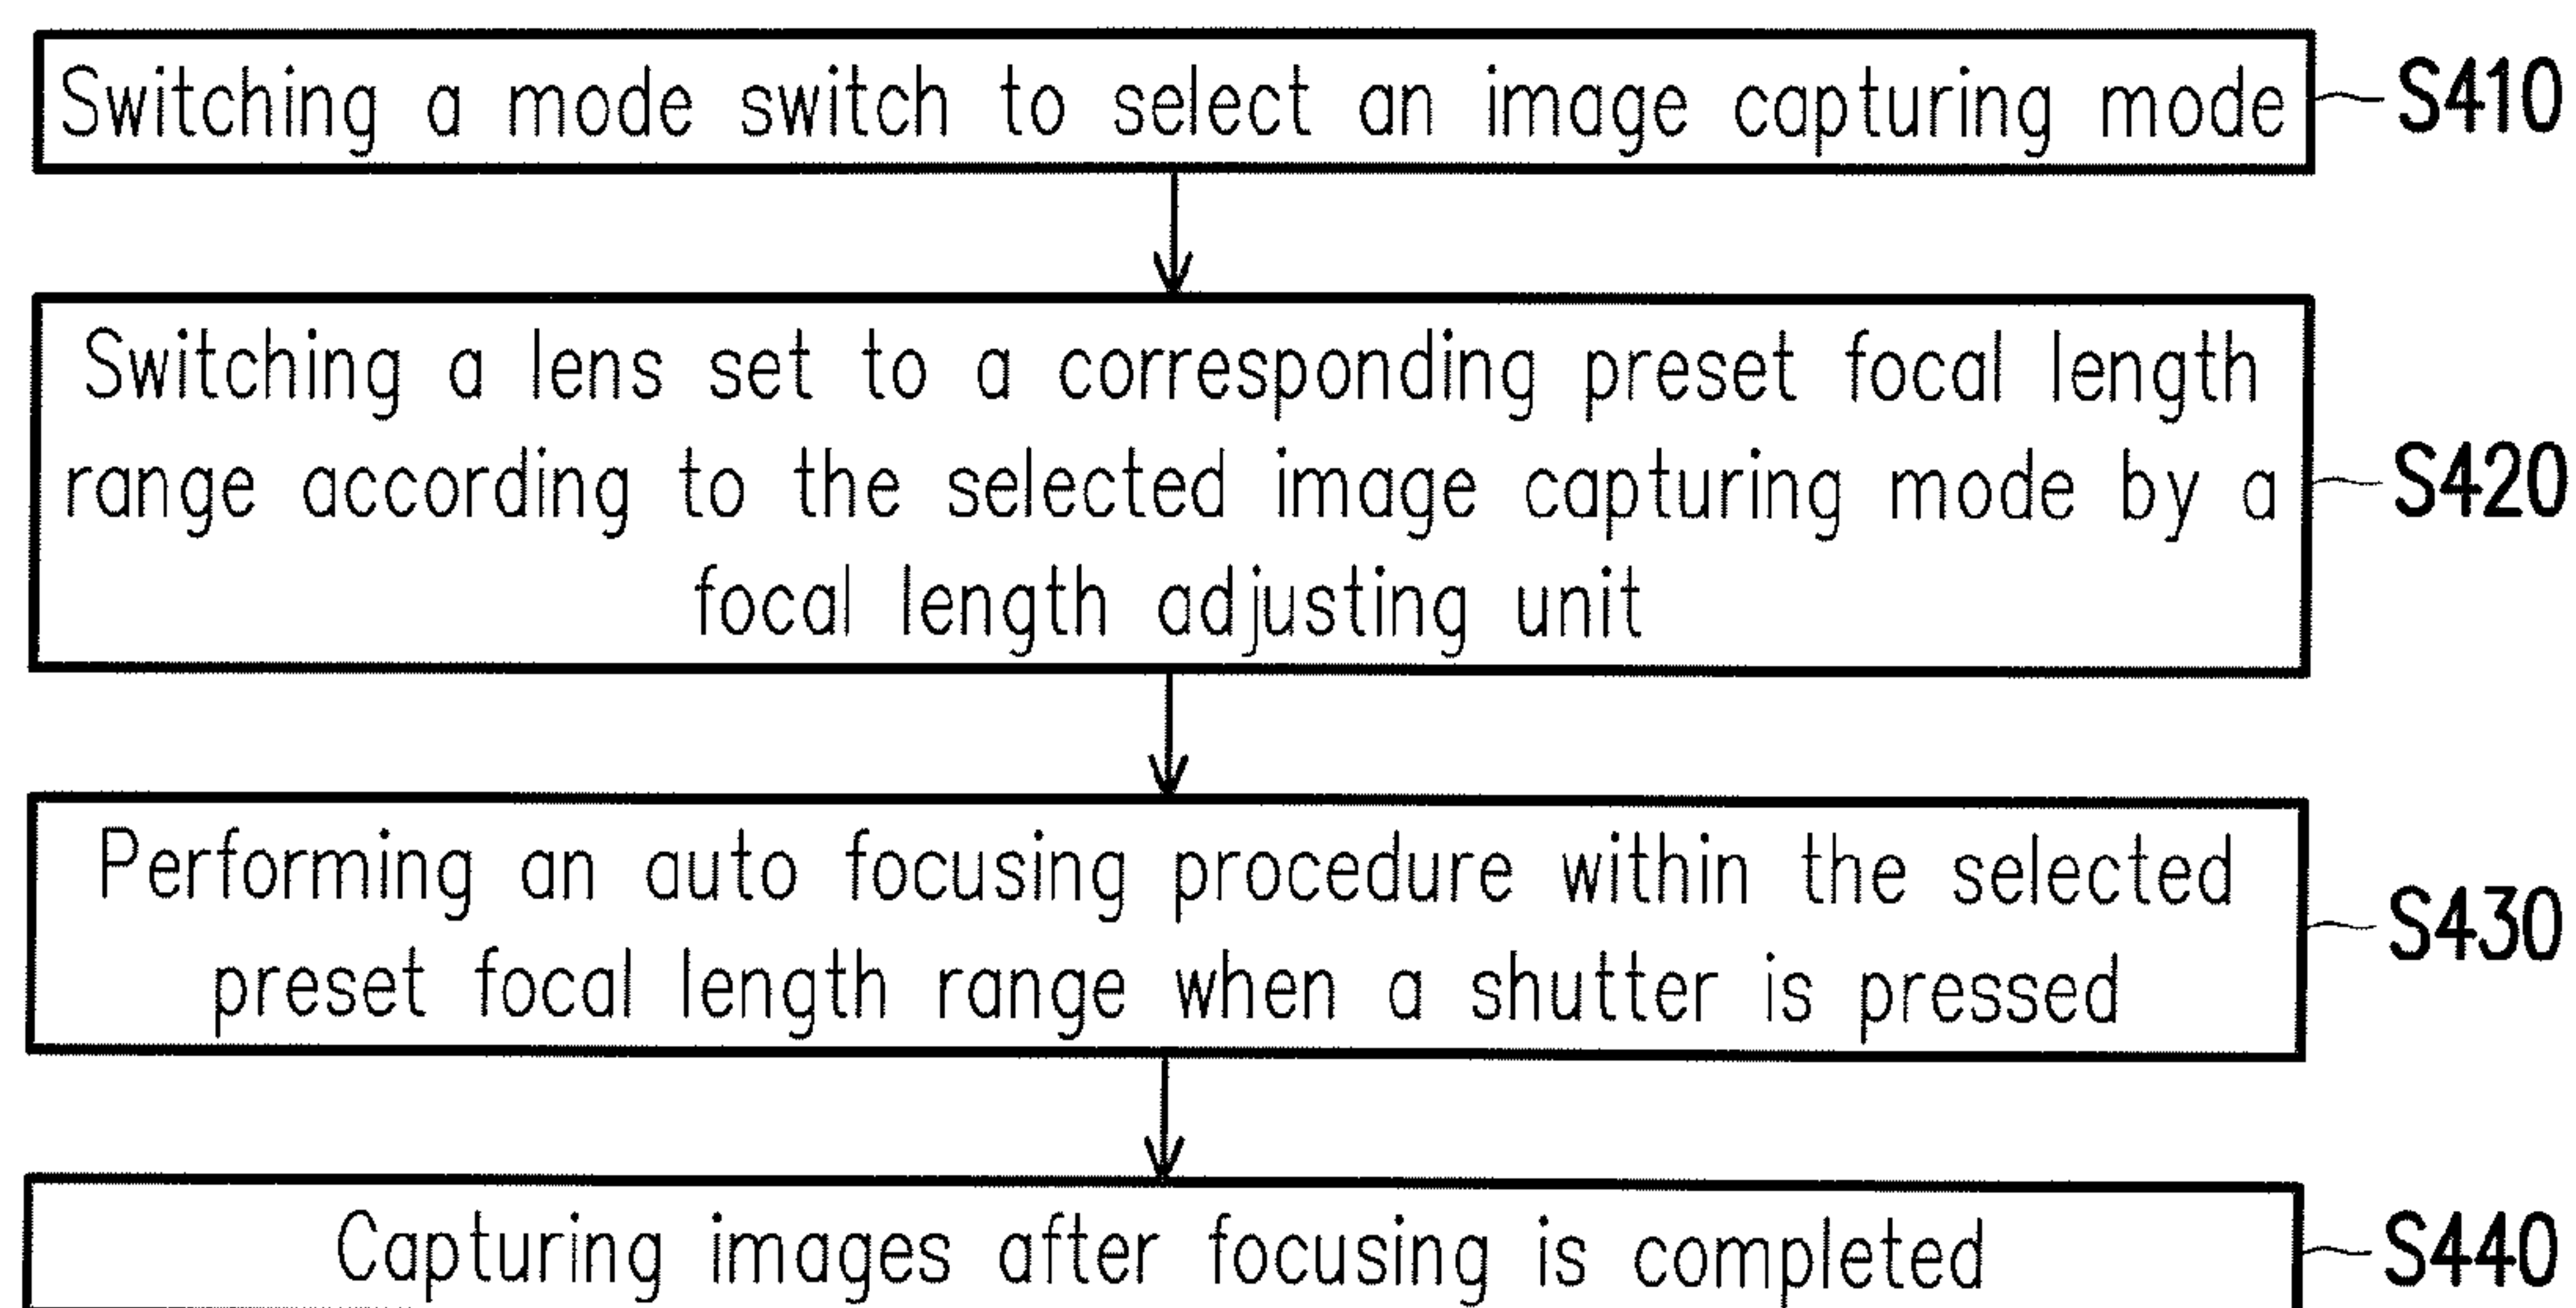 Switching a mode switch to select an image capturing mode
S410
Switching a lens set to a corresponding preset focal length
range according to the selected image capturing mode by a
focal length adjusting unit
S420
Performing an auto focusing procedure within the selected
preset focal length range when a shutter is pressed
S430
Capturing images after focusing is completed
S440